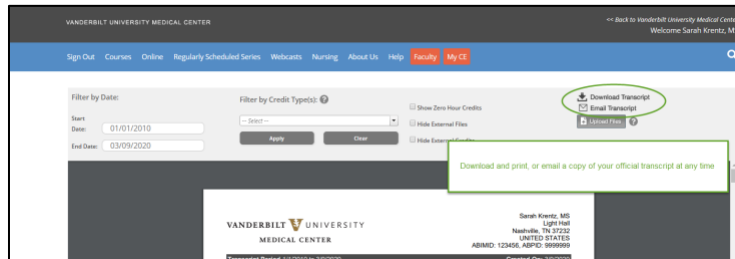 VANDERBILT UNIVERSITY MEDICAL CENTER
<< Back to Vanderbilt University Medical Cente
Welcome Sarah Krentz, M
Sign Out Courses Online Regularly Scheduled Series Webcasts Nursing About Us Help Faculty My CE
Filter by Date:
Start
Date: 01/01/2010
End Date: 03/09/2020
Filter by Credit Type(s):
-- Select --
Apply Clear
Show Zero Hour Credits
Hide External Files
Hide External Credits
Download Transcript
Email Transcript
Upload Files
Download and print, or email a copy of your official transcript at any time
VANDERBILT UNIVERSITY
MEDICAL CENTER
Sarah Krentz, MS
Light Hall
Nashville, TN 37232
UNITED STATES
ABIMID: 123456, ABPID: 9999999